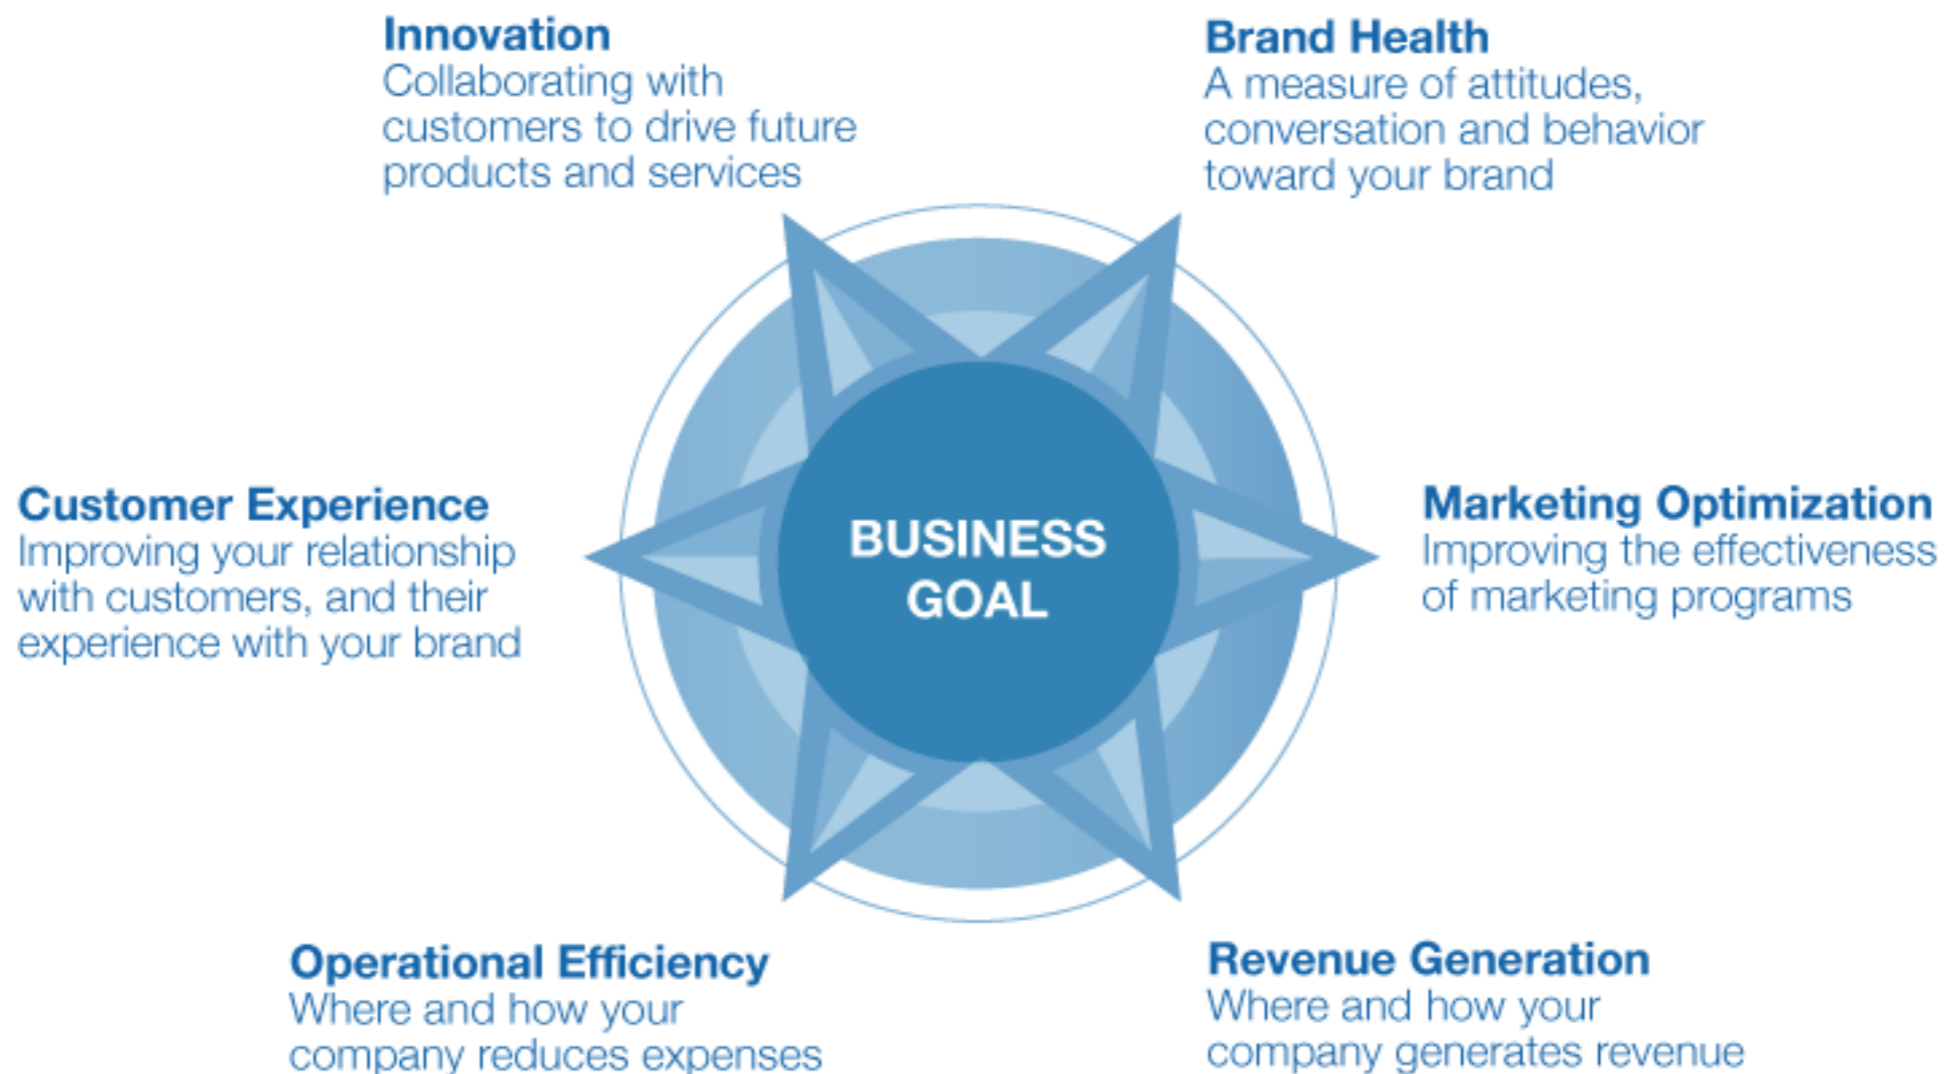 Innovation
Collaborating with
customers to drive future
products and services
Brand Health
A measure of attitudes,
conversation and behavior
toward your brand
Customer Experience
Improving your relationship
with customers, and their
experience with your brand
BUSINESS
GOAL
Marketing Optimization
Improving the effectiveness
of marketing programs
Operational Efficiency
Where and how your
company reduces expenses
Revenue Generation
Where and how your
company generates revenue